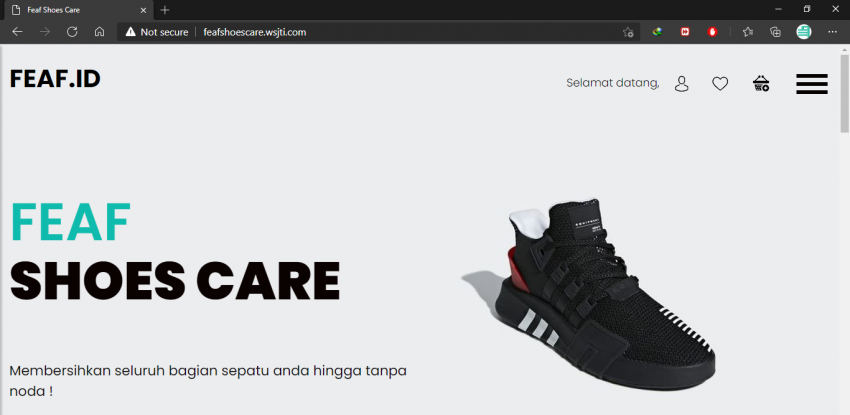 Feaf Shoes Care
Not secure
feafshoescare.wsjti.com
FEAF.ID
Selamat datang,
FEAF
SHOES CARE
Membersihkan seluruh bagian sepatu anda hingga tanpa
noda !